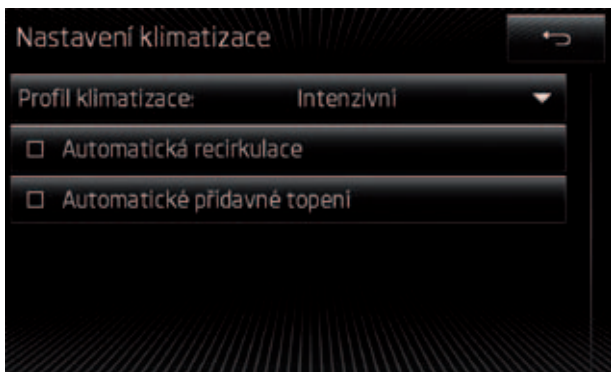 Nastavení klimatizace
Profil klimatizace: Intenzivní
Automatická recirkulace
Automatické přídavné topení